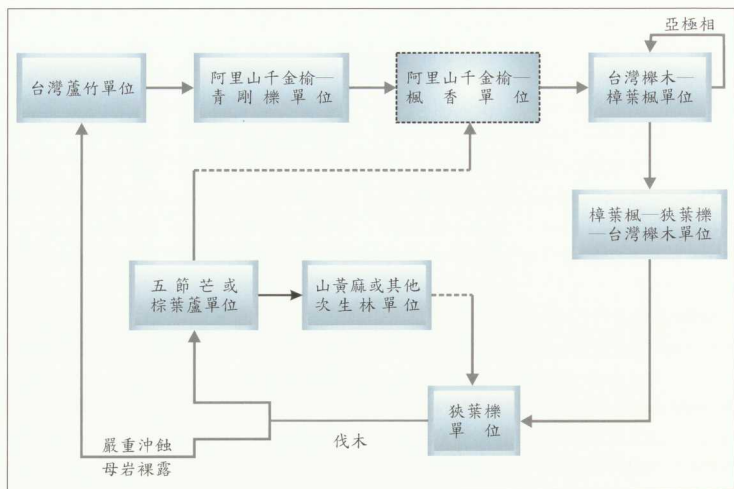 亞極相
台灣蘆竹單位
阿里山千金榆—
青剛櫟單位
阿里山千金榆—
楓香單位
台灣櫸木—
樟葉楓單位
樟葉楓—狹葉櫟
—台灣櫸木單位
五節芒或
棕葉蘆單位
山黃麻或其他
次生林單位
狹葉櫟
單位
伐木
嚴重沖蝕
母岩裸露